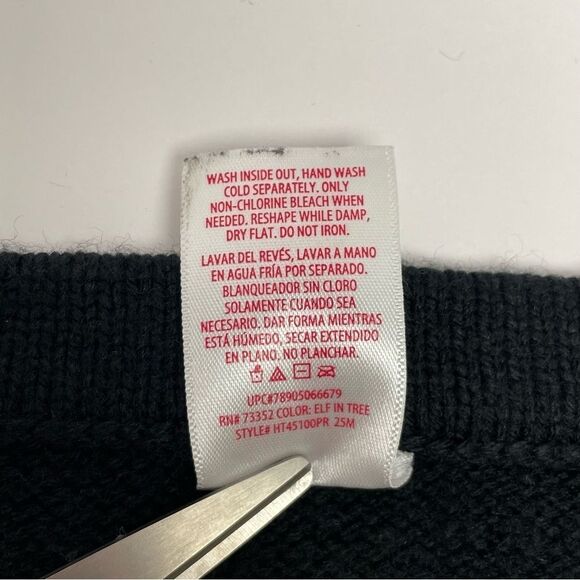 WASH INSIDE OUT, HAND WASH
COLD SEPARATELY. ONLY
NON-CHLORINE BLEACH WHEN
NEEDED. RESHAPE WHILE DAMP,
DRY FLAT. DO NOT IRON.
LAVAR DEL REVÉS, LAVAR A MANO
EN AGUA FRÍA POR SEPARADO.
BLANQUEADOR SIN CLORO
SOLAMENTE CUANDO SEA
NECESARIO. DAR FORMA MIENTRAS
ESTÁ HÚMEDO, SECAR EXTENDIDO
EN PLANO. NO PLANCHAR.
UPC#78905066679
RN# 73352 COLOR: ELF IN TREE
STYLE# HT45100PR 25M